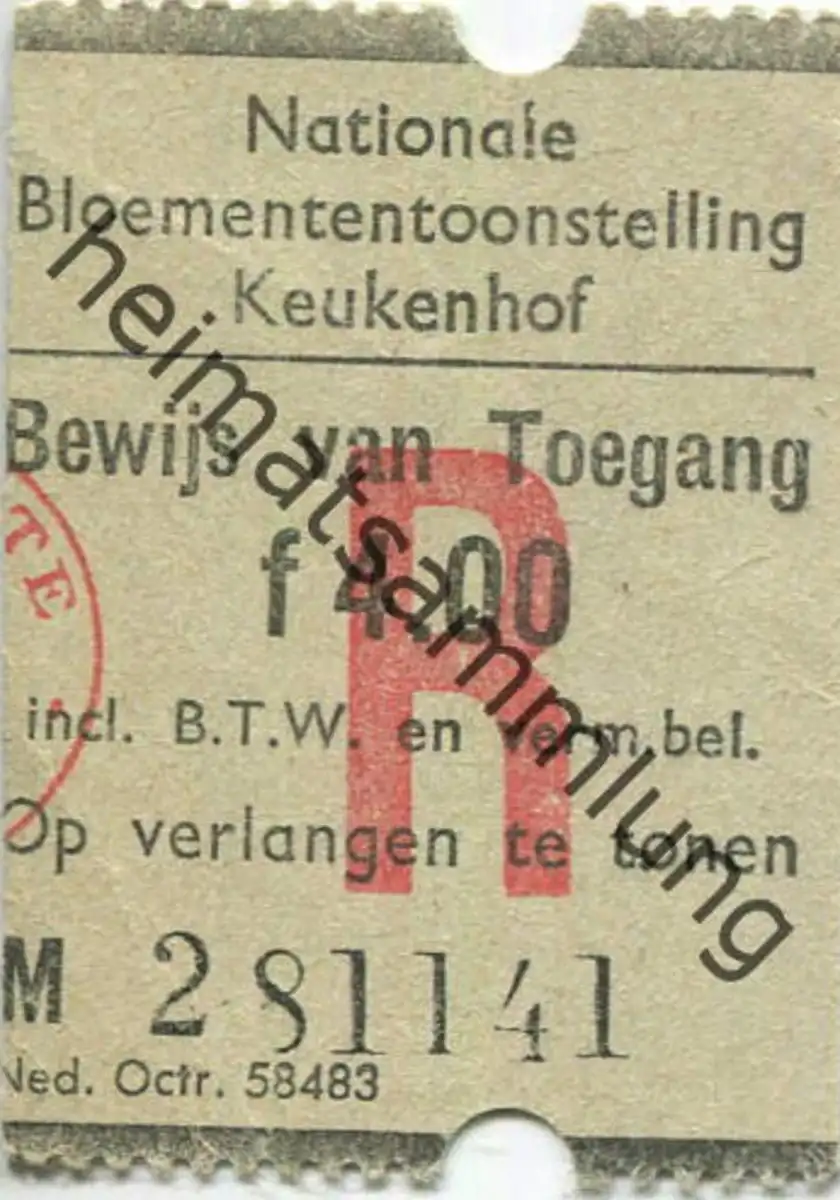 Nationale
Bloemententoonstelling
Keukenhof
Bewijs van Toegang
R
f 4.00
TE
incl. B.T.W. en verm.bel.
Op verlangen te tonen
M 281141
Ned. Octr. 58483
heimatsammlung